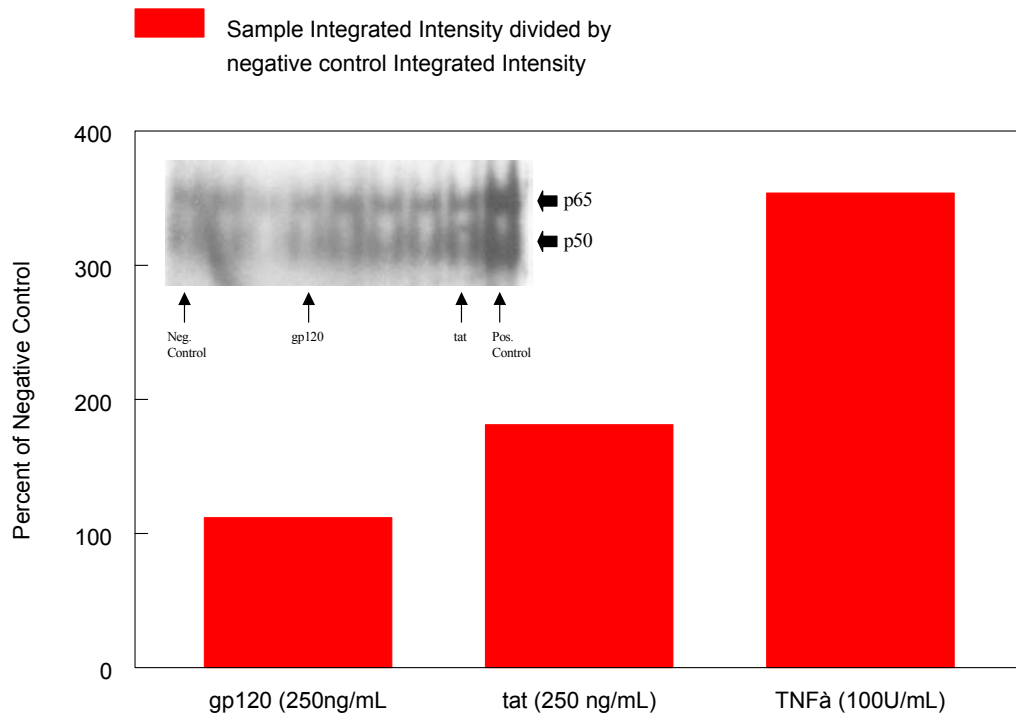 Sample Integrated Intensity divided by
negative control Integrated Intensity
Percent of Negative Control
400
300
200
100
0
p65
p50
Neg.
Control
gp120
tat
Pos.
Control
gp120 (250ng/mL
tat (250 ng/mL)
TNFà (100U/mL)